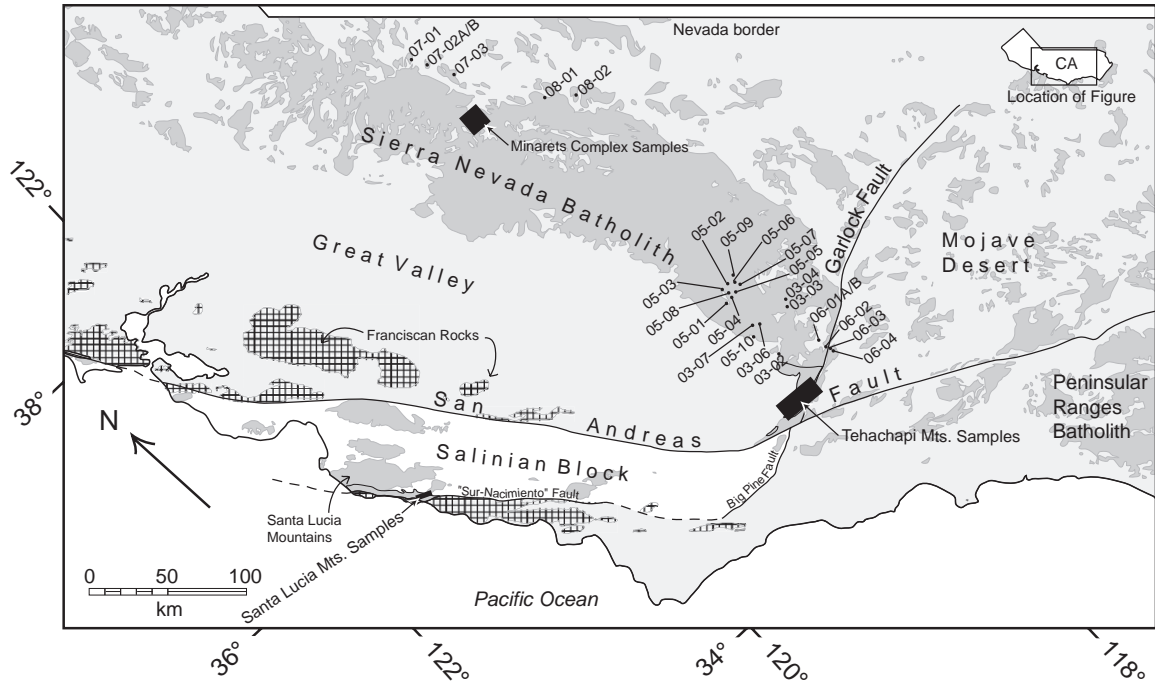 Nevada border
CA
Location of Figure
07-01
07-02A/B
07-03
08-01
08-02
Minarets Complex Samples
Sierra Nevada Batholith
Great Valley
Franciscan Rocks
05-02
05-09
05-06
05-07
05-05
03-04
03-03
06-01A/B
06-02
06-03
06-04
05-03
05-08
05-01
05-04
03-07
05-10
03-06
03-02
Garlock Fault
Mojave
Desert
San Andreas Fault
Peninsular
Ranges
Batholith
Tehachapi Mts. Samples
Big Pine Fault
Salinian Block
"Sur-Nacimiento" Fault
Santa Lucia
Mountains
Santa Lucia Mts. Samples
Pacific Ocean
N
0 50 100
km
122°
38°
36°
122°
34°
120°
118°